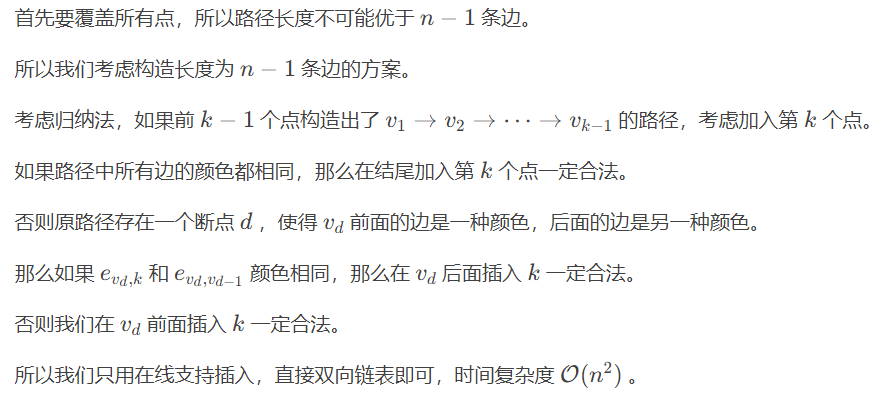 首先要覆盖所有点，所以路径长度不可能优于 $n-1$ 条边。
所以我们考虑构造长度为 $n-1$ 条边的方案。
考虑归纳法，如果前 $k-1$ 个点构造出了 $v_1 \to v_2 \to \cdots \to v_{k-1}$ 的路径，考虑加入第 $k$ 个点。
如果路径中所有边的颜色都相同，那么在结尾加入第 $k$ 个点一定合法。
否则原路径存在一个断点 $d$ ，使得 $v_d$ 前面的边是一种颜色，后面的边是另一种颜色。
那么如果 $e_{v_d,k}$ 和 $e_{v_d,v_{d-1}}$ 颜色相同，那么在 $v_d$ 后面插入 $k$ 一定合法。
否则我们在 $v_d$ 前面插入 $k$ 一定合法。
所以我们只用在线支持插入，直接双向链表即可，时间复杂度 $\mathcal{O}(n^2)$ 。